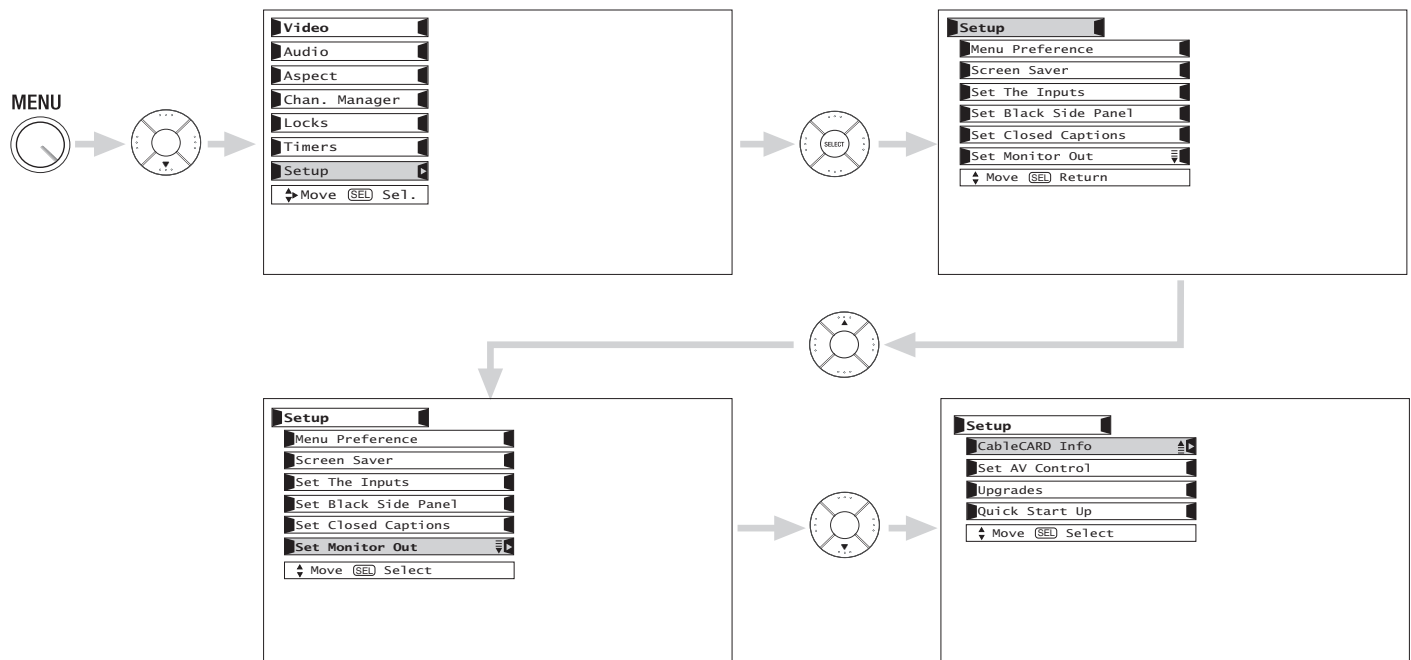 MENU
Video
Audio
Aspect
Chan. Manager
Locks
Timers
Setup
Move SEL Sel.
SELECT
Setup
Menu Preference
Screen Saver
Set The Inputs
Set Black Side Panel
Set Closed Captions
Set Monitor Out
Move SEL Return
Setup
Menu Preference
Screen Saver
Set The Inputs
Set Black Side Panel
Set Closed Captions
Set Monitor Out
Move SEL Select
Setup
CableCARD Info
Set AV Control
Upgrades
Quick Start Up
Move SEL Select